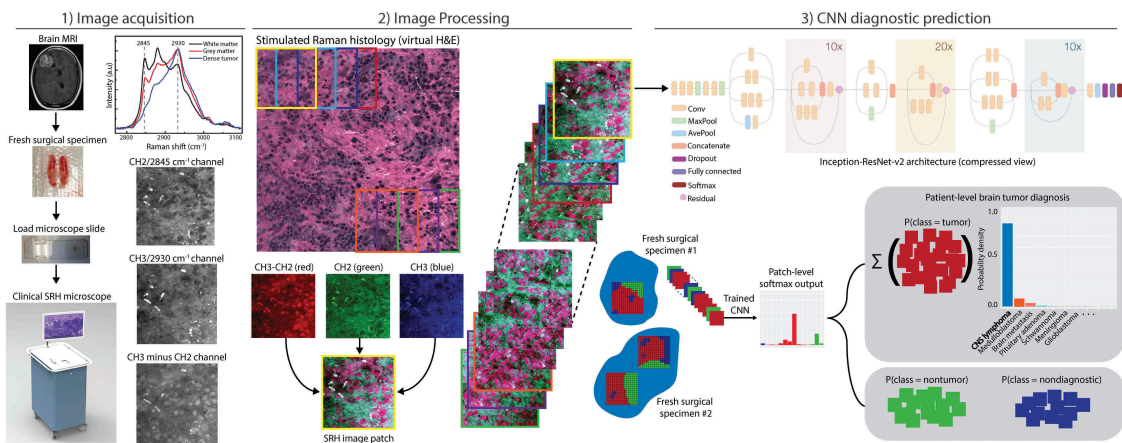 1) Image acquisition
Brain MRI
Fresh surgical specimen
Load microscope slide
Clinical SRH microscope
2845
2930
White matter
Grey matter
Dense tumor
Intensity (a.u)
2800
2900
3000
3100
Raman shift (cm⁻¹)
CH2/2845 cm⁻¹ channel
CH3/2930 cm⁻¹ channel
CH3 minus CH2 channel
2) Image Processing
Stimulated Raman histology (virtual H&E)
CH3-CH2 (red)
CH2 (green)
CH3 (blue)
SRH image patch
3) CNN diagnostic prediction
10x
20x
10x
Conv
MaxPool
AvePool
Concatenate
Dropout
Fully connected
Softmax
Residual
Inception-ResNet-v2 architecture (compressed view)
Fresh surgical
specimen #1
Fresh surgical
specimen #2
Trained
CNN
Patch-level
softmax output
Patient-level brain tumor diagnosis
P(class = tumor)
Σ
Probability density
1.0
0.5
0.0
CNS lymphoma
Medulloblastoma
Brain metastasis
Pituitary adenoma
Schwannoma
Meningioma
Glioblastoma
. . .
P(class = nontumor)
P(class = nondiagnostic)